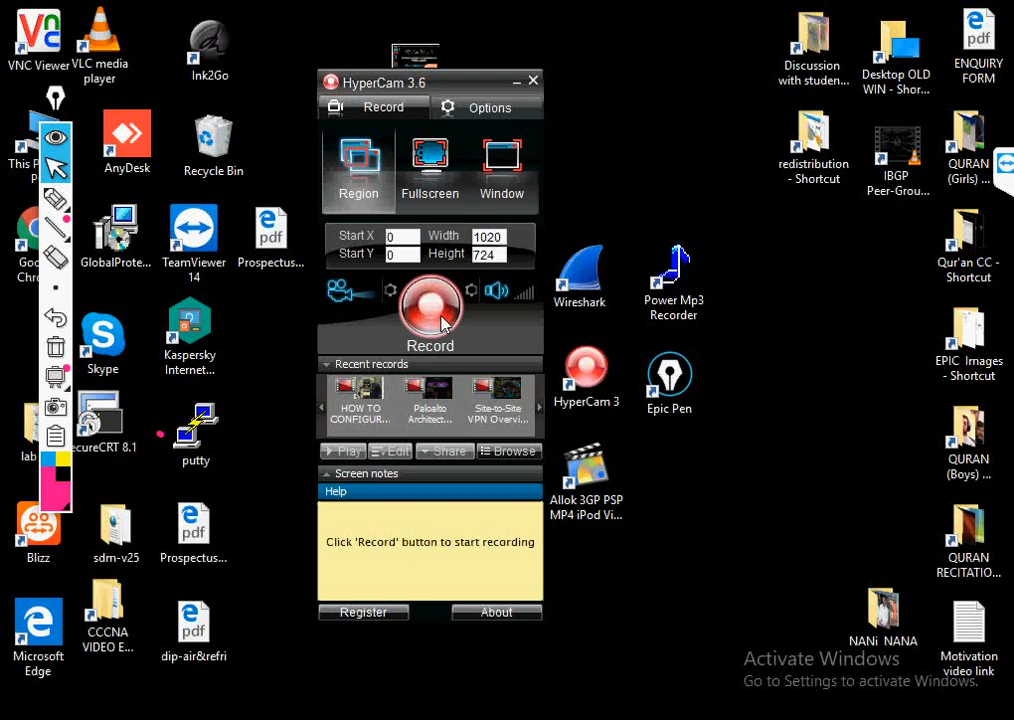 VNC Viewer
VLC media
player
Ink2Go
HyperCam 3.6
Record
Options
Region
Fullscreen
Window
Start X
0
Width
1020
Start Y
0
Height
724
Record
Recent records
HOW TO
CONFIGUR...
Paloalto
Architect...
Site-to-Site
VPN Overvi...
Play
Edit
Share
Browse
Screen notes
Help
Click 'Record' button to start recording
Register
About
This P
AnyDesk
Recycle Bin
Goo
Chro
GlobalProte...
TeamViewer
14
Prospectus...
Skype
Kaspersky
Internet...
lab
ecureCRT 8.1
putty
Blizz
sdm-v25
Prospectus...
Microsoft
Edge
CCCNA
VIDEO E...
dip-air&refri
Wireshark
Power Mp3
Recorder
HyperCam 3
Epic Pen
Allok 3GP PSP
MP4 iPod Vi...
Discussion
with studen...
Desktop OLD
WIN - Shor...
ENQUIRY
FORM
redistribution
- Shortcut
IBGP
Peer-Grou...
QURAN
(Girls) ...
Qur'an CC -
Shortcut
EPIC Images
- Shortcut
QURAN
(Boys) ...
QURAN
RECITATIO...
NANi NANA
Motivation
video link
Activate Windows
Go to Settings to activate Windows.